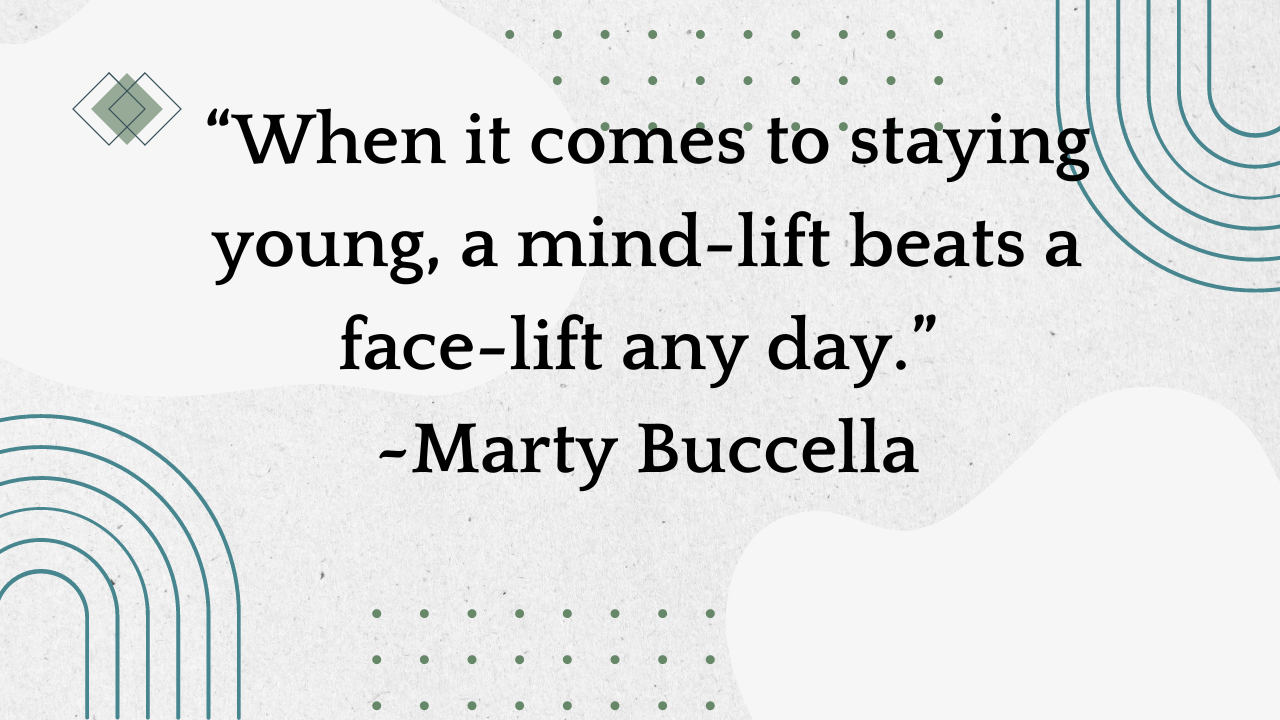 “When it comes to staying
young, a mind-lift beats a
face-lift any day.”
~Marty Buccella